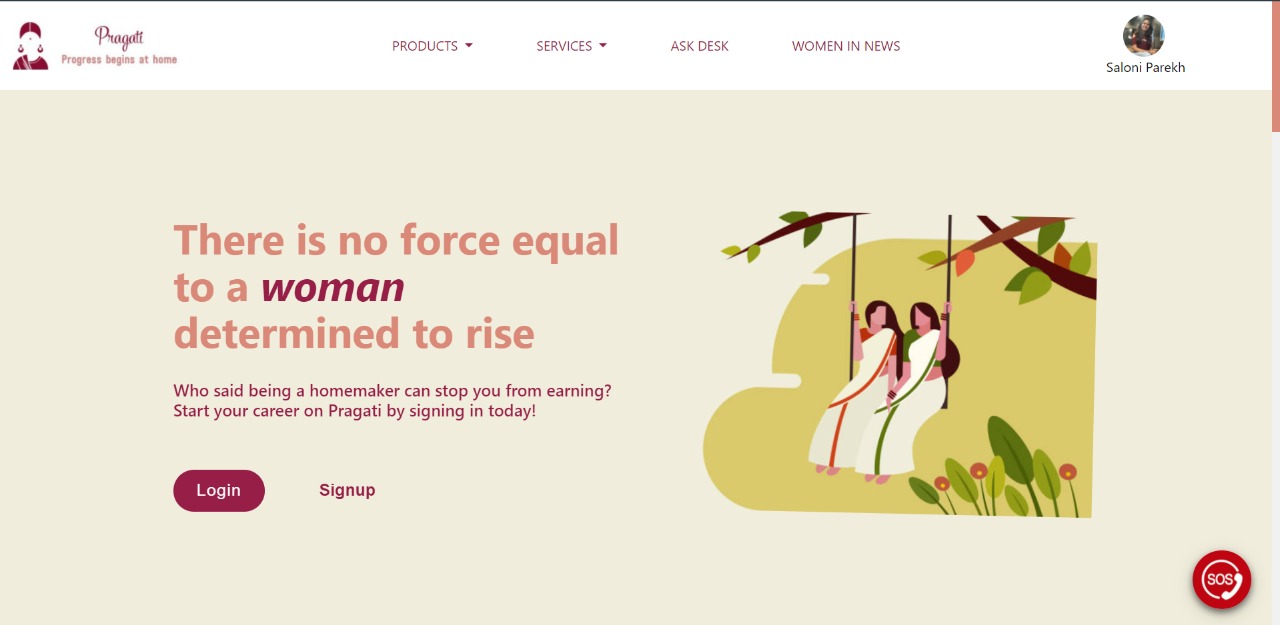 Pragati
Progress begins at home
PRODUCTS
SERVICES
ASK DESK
WOMEN IN NEWS
Saloni Parekh
There is no force equal
to a woman
determined to rise
Who said being a homemaker can stop you from earning?
Start your career on Pragati by signing in today!
Login
Signup
SOS